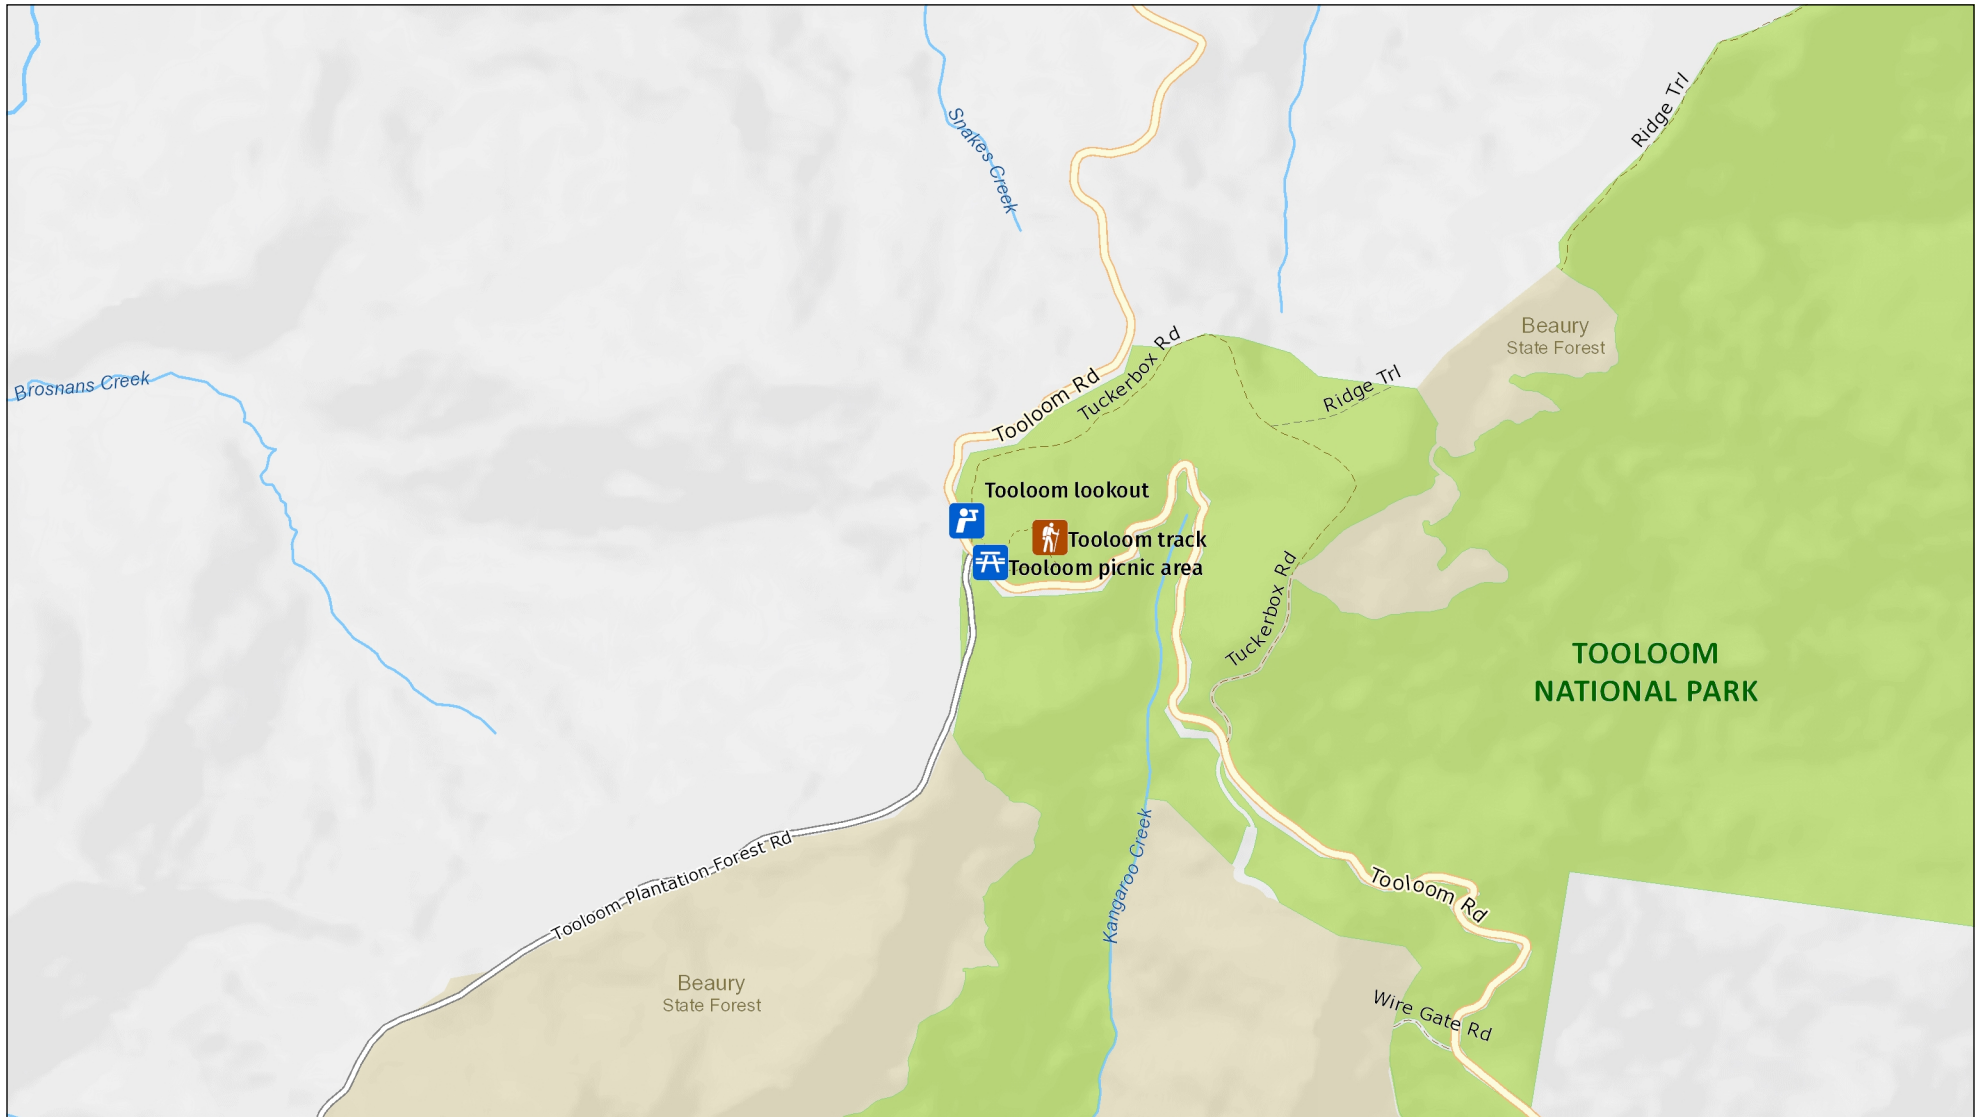 Ridge Trl
Snakes Creek
Beaury
State Forest
Tuckerbox Rd
Ridge Trl
Brosnans Creek
Tooloom Rd
Tooloom lookout
Tooloom track
Tooloom picnic area
Tuckerbox Rd
TOOLOOM
NATIONAL PARK
Tooloom Plantation Forest Rd
Kangaroo Creek
Tooloom Rd
Beaury
State Forest
Wire Gate Rd